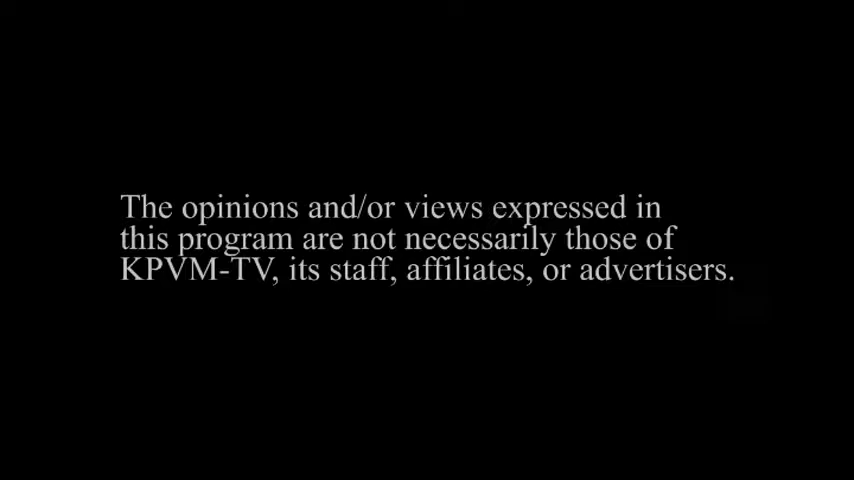 The opinions and/or views expressed in
this program are not necessarily those of
KPVM-TV, its staff, affiliates, or advertisers.